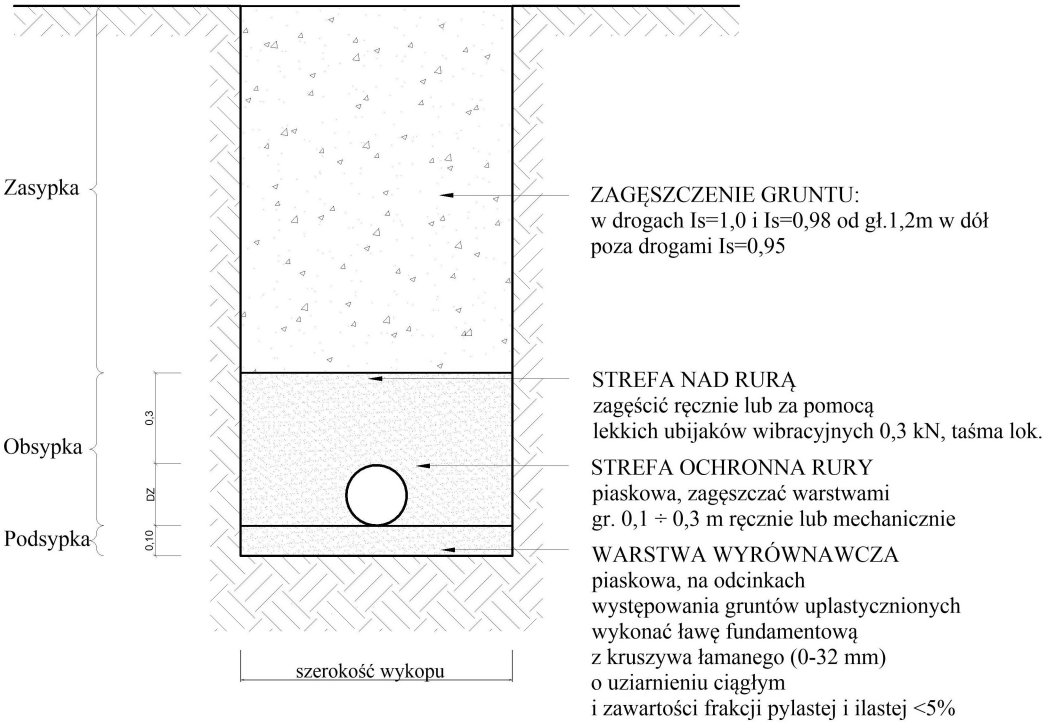 Zasypka
ZAGĘSZCZENIE GRUNTU:
w drogach Is=1,0 i Is=0,98 od gł.1,2m w dół
poza drogami Is=0,95
Obsypka
0,3
DZ
STREFA NAD RURĄ
zagęścić ręcznie lub za pomocą
lekkich ubijaków wibracyjnych 0,3 kN, taśma lok.
STREFA OCHRONNA RURY
piaskowa, zagęszczać warstwami
gr. 0,1 ÷ 0,3 m ręcznie lub mechanicznie
Podsypka
0,10
WARSTWA WYRÓWNAWCZA
piaskowa, na odcinkach
występowania gruntów uplastycznionych
wykonać ławę fundamentową
z kruszywa łamanego (0-32 mm)
o uziarnieniu ciągłym
i zawartości frakcji pylastej i ilastej <5%
szerokość wykopu